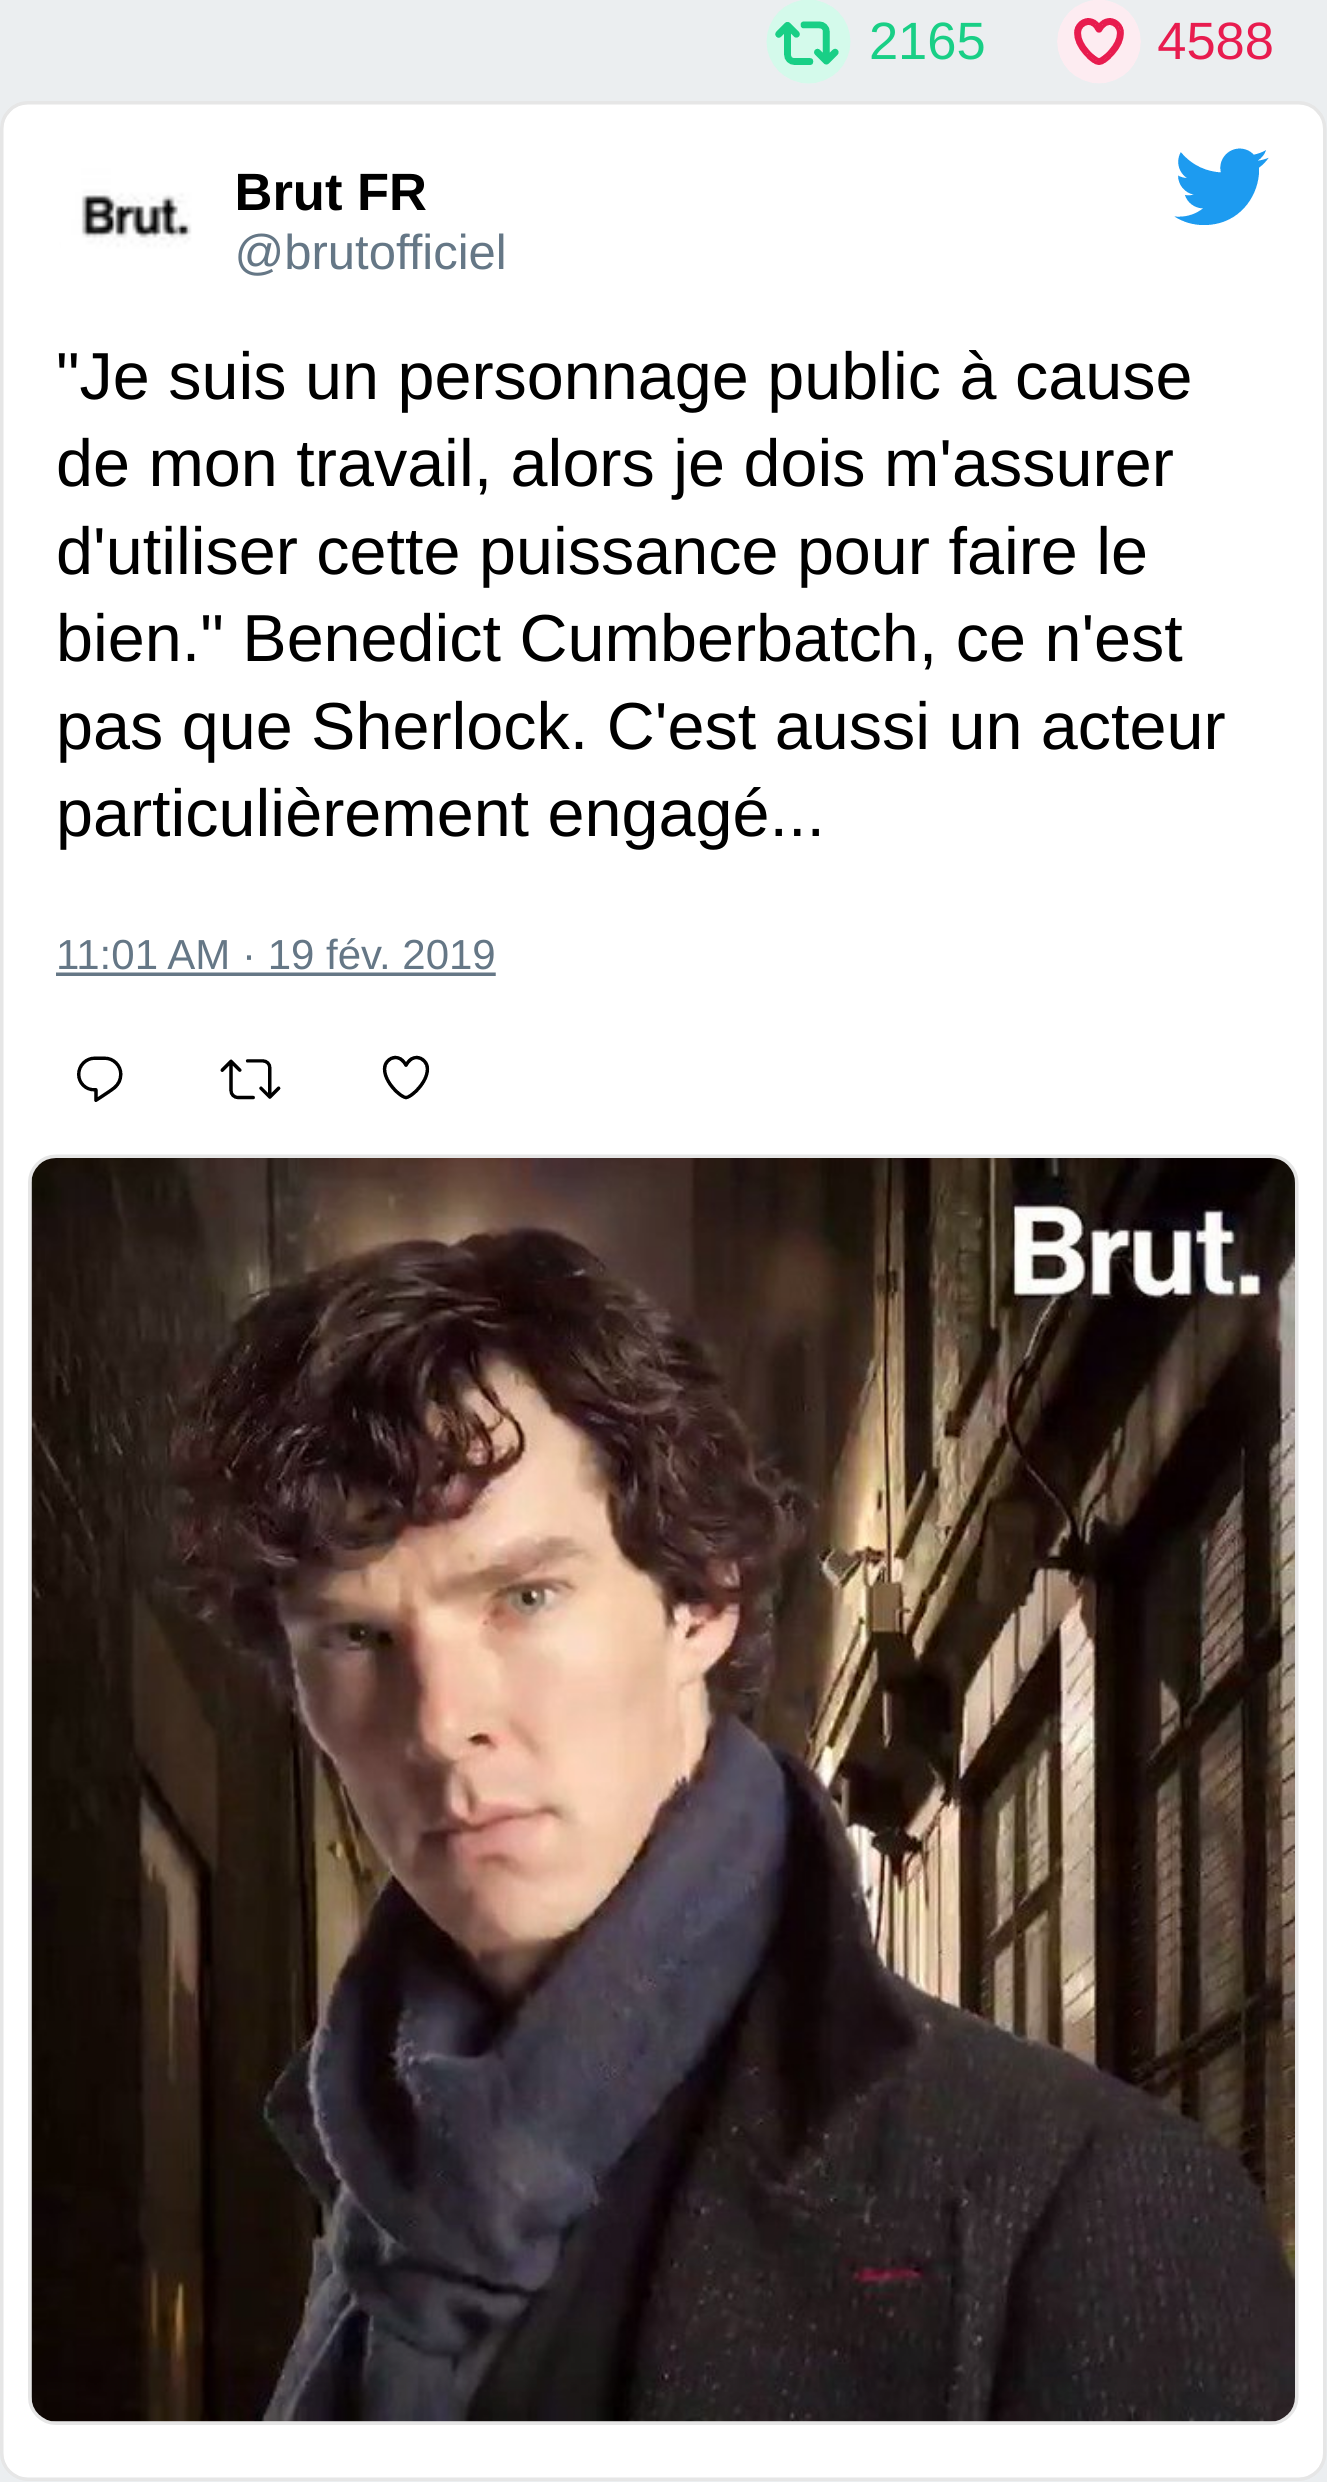 2165 4588
Brut. Brut FR
@brutofficiel
"Je suis un personnage public à cause
de mon travail, alors je dois m'assurer
d'utiliser cette puissance pour faire le
bien." Benedict Cumberbatch, ce n'est
pas que Sherlock. C'est aussi un acteur
particulièrement engagé...
11:01 AM · 19 fév. 2019
Brut.